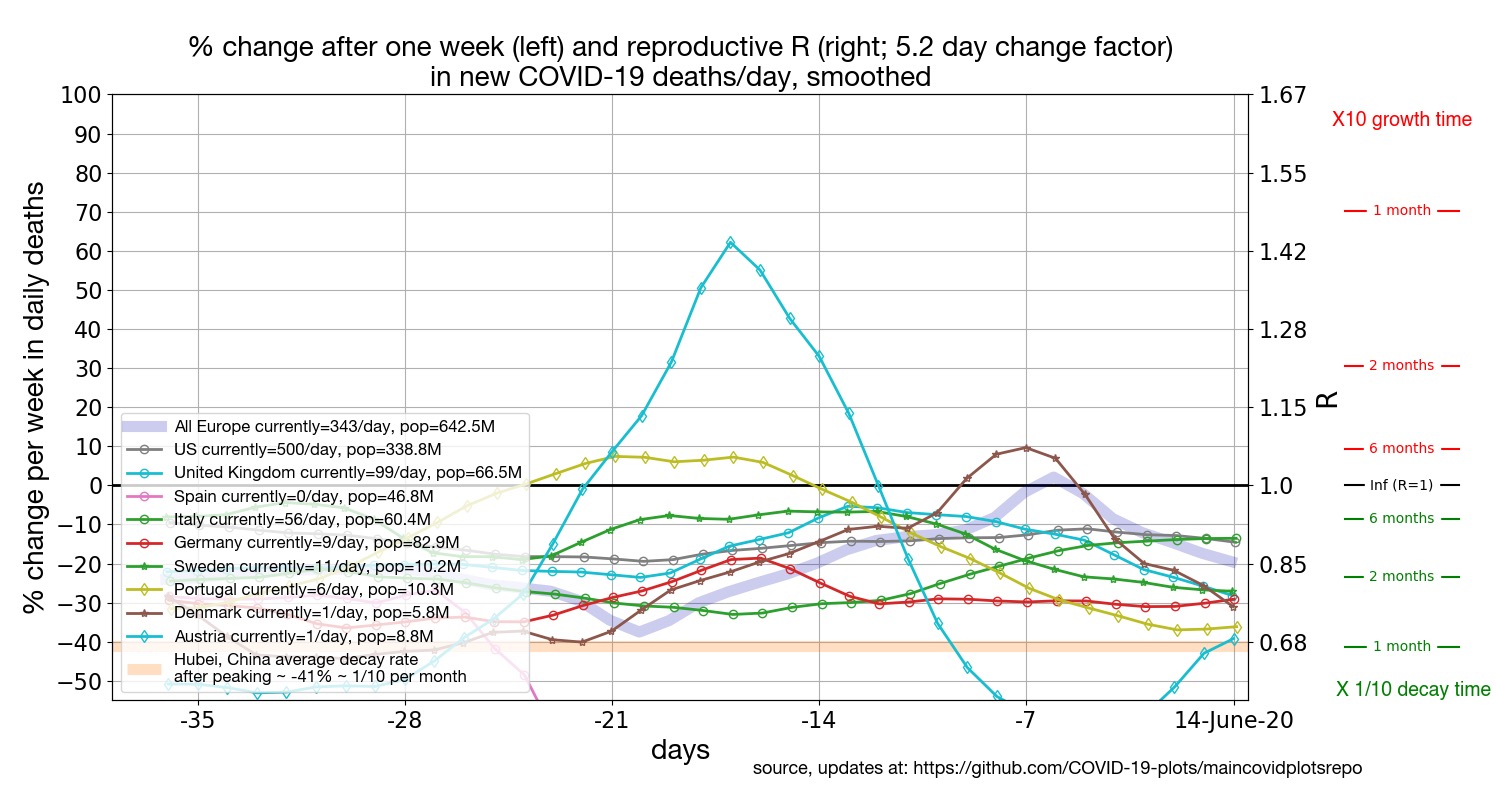 % change after one week (left) and reproductive R (right; 5.2 day change factor)
in new COVID-19 deaths/day, smoothed
100
90
80
70
60
50
40
30
20
10
0
−10
−20
−30
−40
−50
% change per week in daily deaths
All Europe currently=343/day, pop=642.5M
US currently=500/day, pop=338.8M
United Kingdom currently=99/day, pop=66.5M
Spain currently=0/day, pop=46.8M
Italy currently=56/day, pop=60.4M
Germany currently=9/day, pop=82.9M
Sweden currently=11/day, pop=10.2M
Portugal currently=6/day, pop=10.3M
Denmark currently=1/day, pop=5.8M
Austria currently=1/day, pop=8.8M
Hubei, China average decay rate
after peaking ~ -41% ~ 1/10 per month
-35
-28
-21
-14
-7
14-June-20
days
1.67
1.55
1.42
1.28
1.15
1.0
0.85
0.68
R
X10 growth time
1 month
2 months
6 months
Inf (R=1)
6 months
2 months
1 month
X 1/10 decay time
source, updates at: https://github.com/COVID-19-plots/maincovidplotsrepo